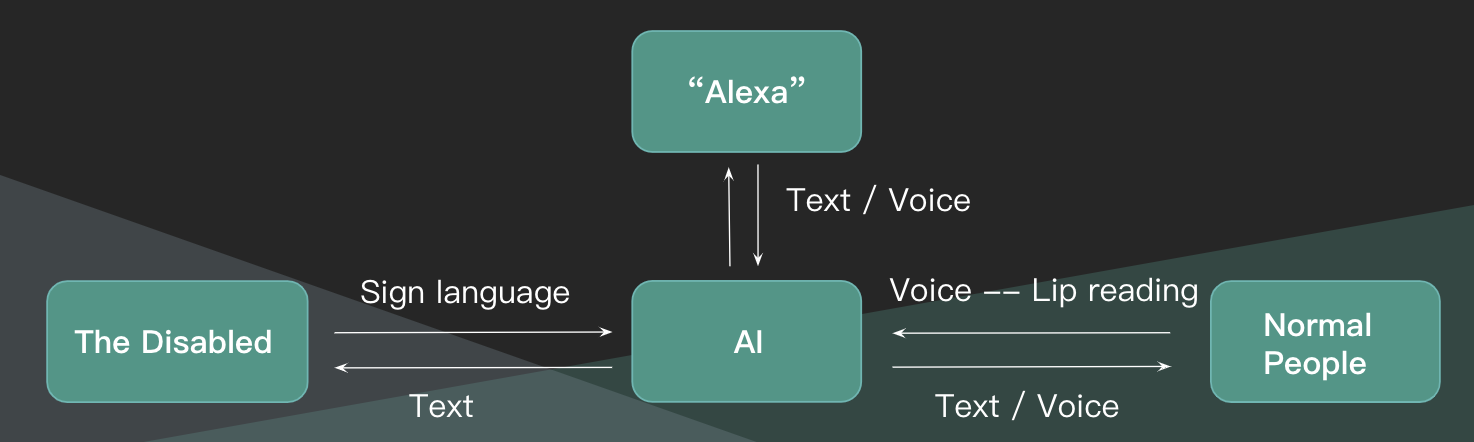 “Alexa”
Text / Voice
Sign language
Voice –– Lip reading
The Disabled
AI
Normal
People
Text
Text / Voice